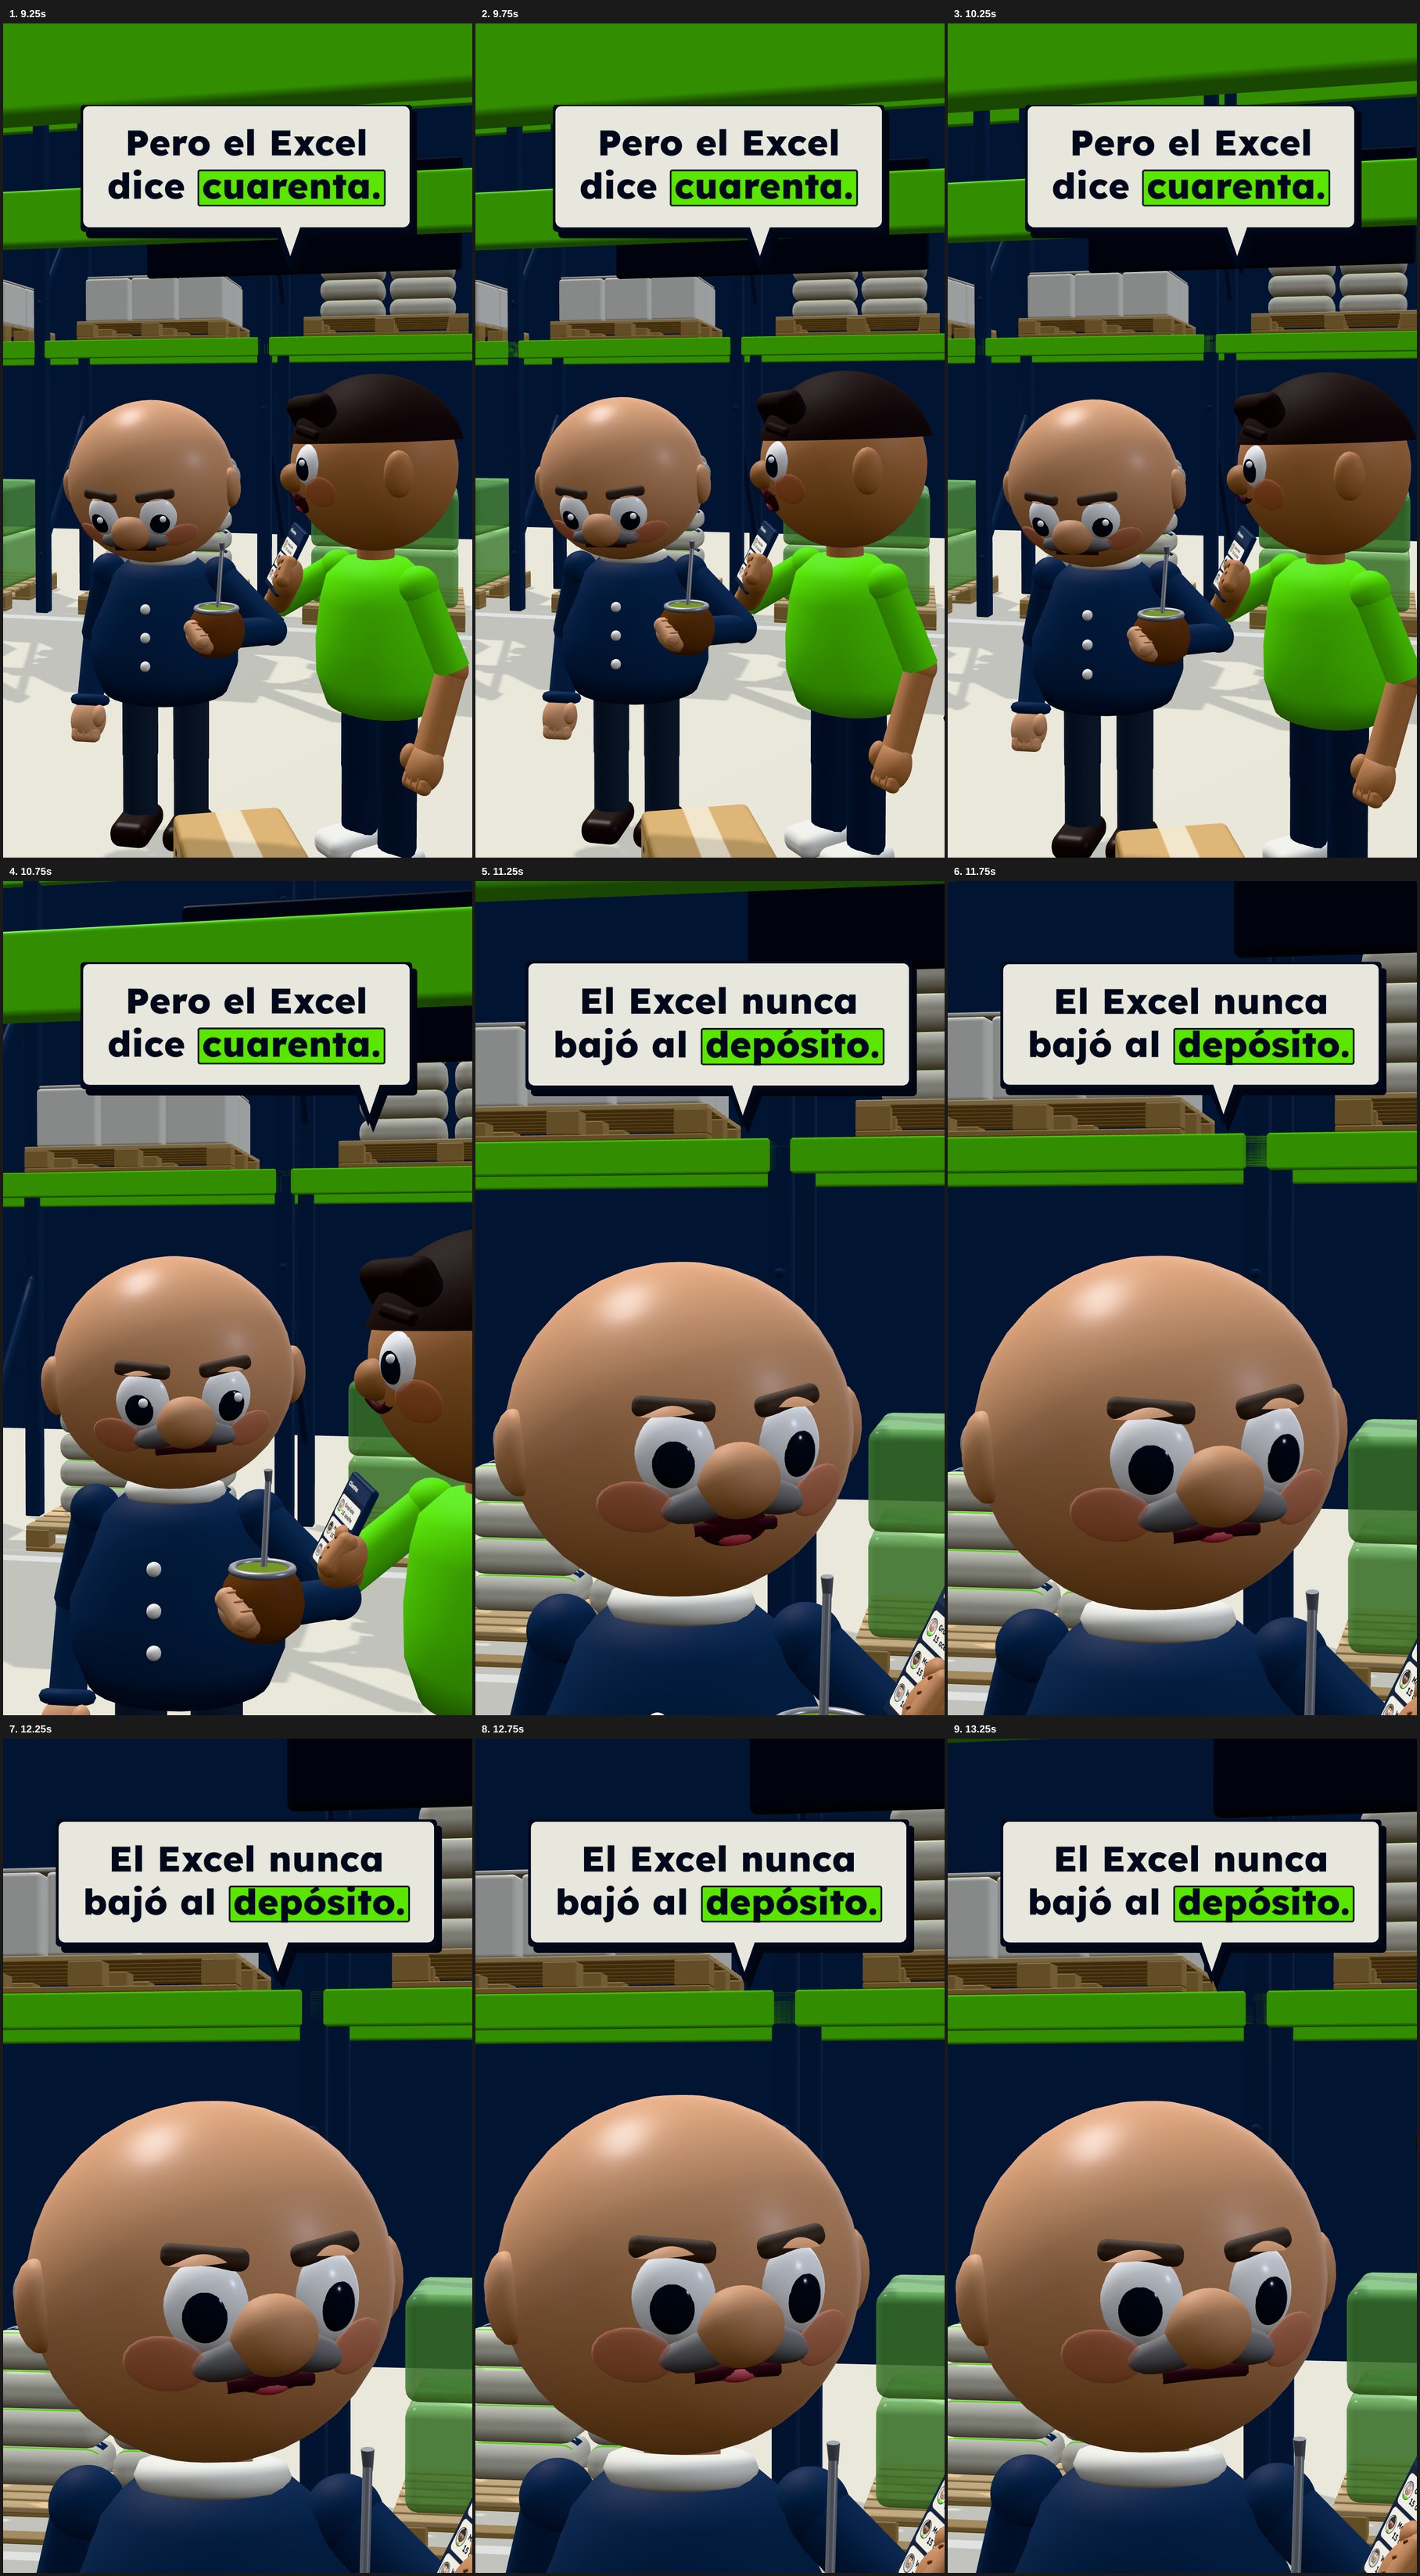 1. 9.25s
Pero el Excel
dice cuarenta.
2. 9.75s
Pero el Excel
dice cuarenta.
3. 10.25s
Pero el Excel
dice cuarenta.
4. 10.75s
Pero el Excel
dice cuarenta.
5. 11.25s
El Excel nunca
bajó al depósito.
6. 11.75s
El Excel nunca
bajó al depósito.
7. 12.25s
El Excel nunca
bajó al depósito.
8. 12.75s
El Excel nunca
bajó al depósito.
9. 13.25s
El Excel nunca
bajó al depósito.